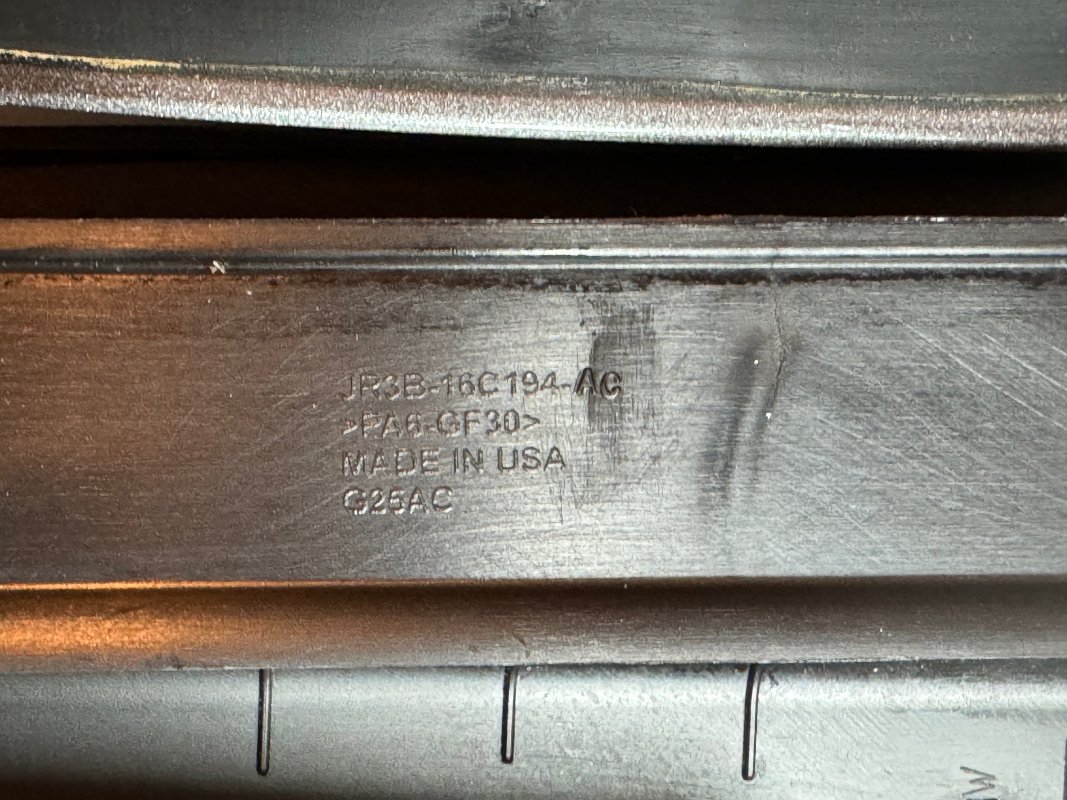 JR3B-16C194-AC
>PA6-GF30>
MADE IN USA
G25AC
W